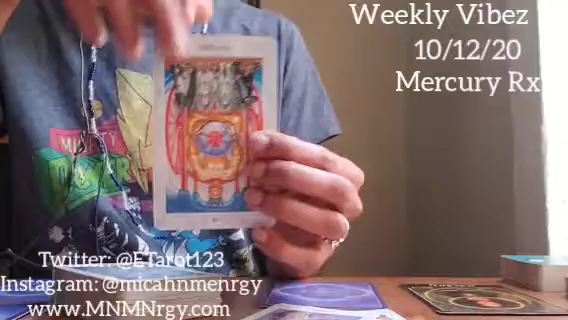 Weekly Vibez
10/12/20
Mercury Rx
Twitter: @ETarot123
Instagram: @micahnmenrgy
www.MNMNrgy.com